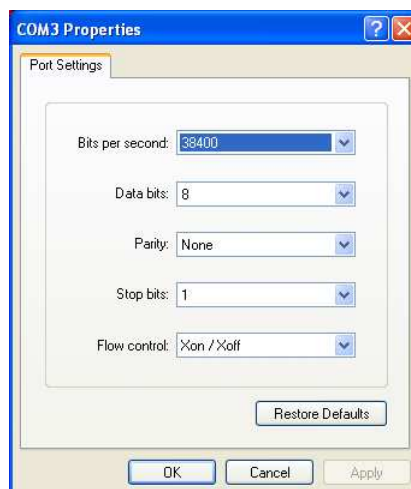 COM3 Properties
Port Settings
Bits per second: 38400
Data bits: 8
Parity: None
Stop bits: 1
Flow control: Xon / Xoff
Restore Defaults
OK Cancel Apply